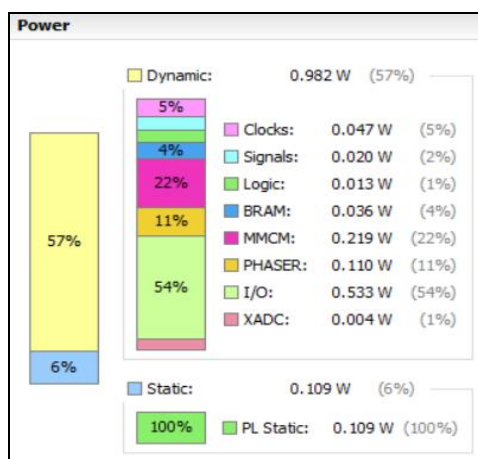 Power
Dynamic: 0.982 W (57%)
5%
4%
22%
11%
54%
Clocks: 0.047 W (5%)
Signals: 0.020 W (2%)
Logic: 0.013 W (1%)
BRAM: 0.036 W (4%)
MMCM: 0.219 W (22%)
PHASER: 0.110 W (11%)
I/O: 0.533 W (54%)
XADC: 0.004 W (1%)
57%
6%
Static: 0.109 W (6%)
100%
PL Static: 0.109 W (100%)